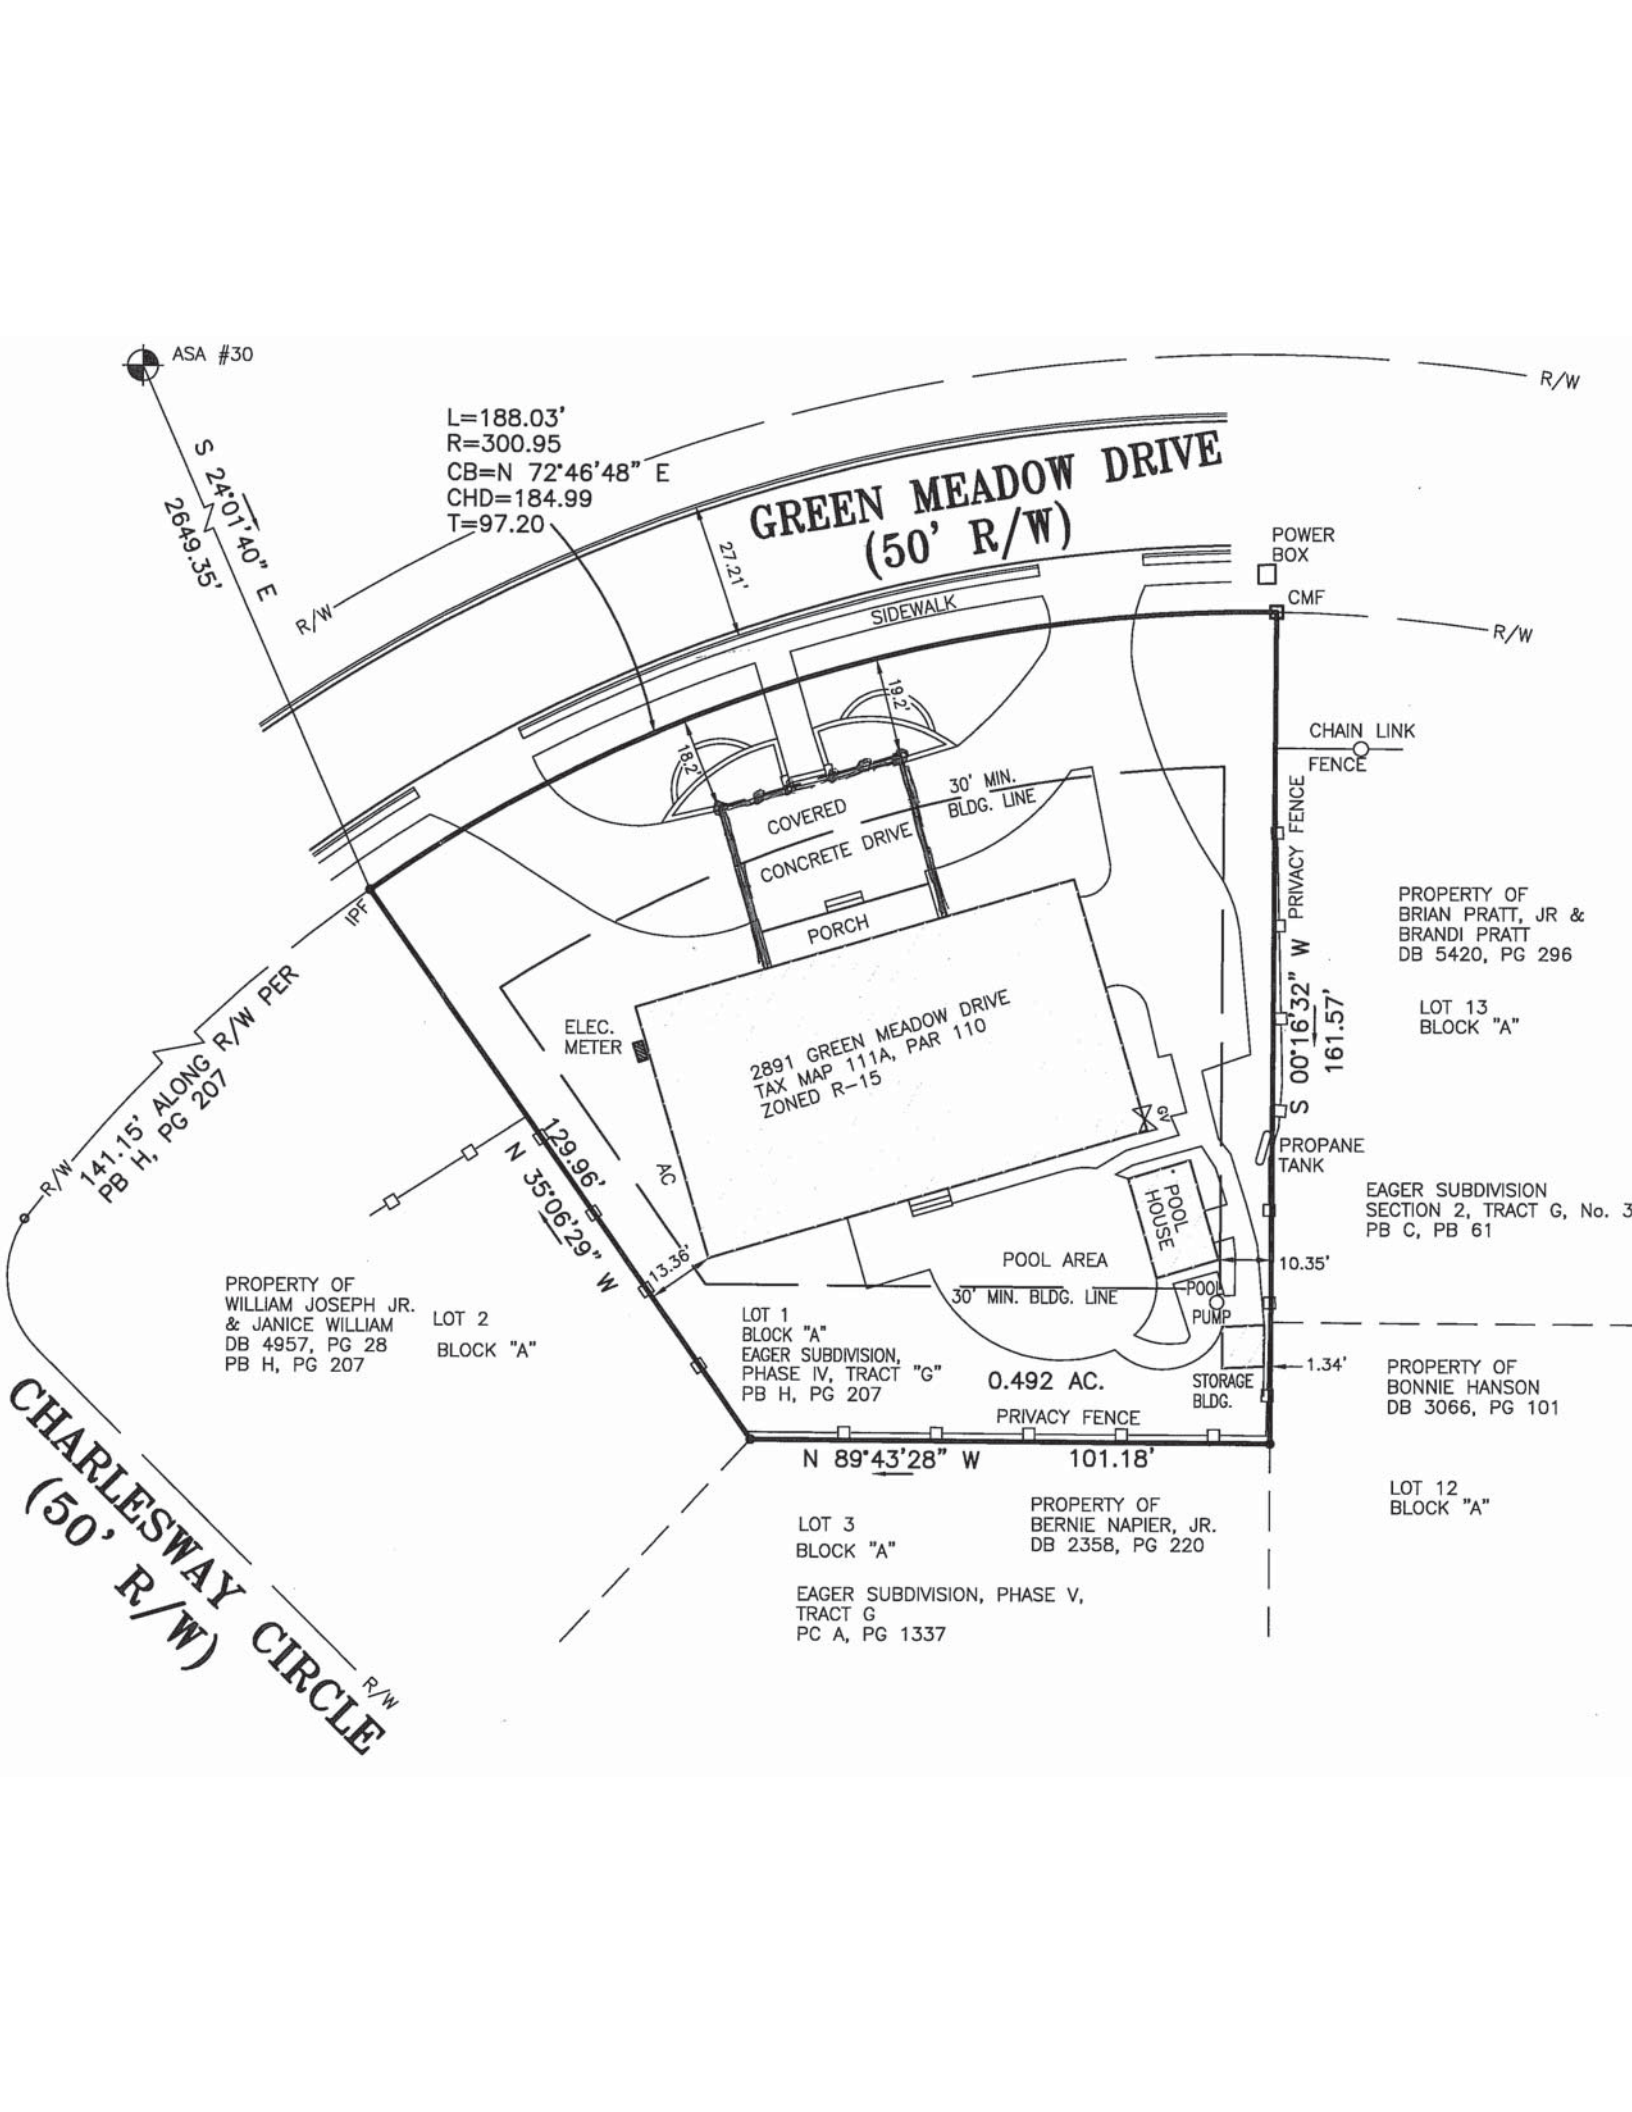 ASA #30
S 24°01'40" E
2649.35'
L=188.03'
R=300.95
CB=N 72°46'48" E
CHD=184.99
T=97.20
R/W
R/W
GREEN MEADOW DRIVE
(50' R/W)
27.21'
SIDEWALK
POWER
BOX
CMF
R/W
CHAIN LINK
FENCE
PRIVACY FENCE
18.2'
19.2'
30' MIN.
BLDG. LINE
COVERED
CONCRETE DRIVE
PORCH
IPF
141.15' ALONG R/W PER
PB H, PG 207
R/W
ELEC.
METER
2891 GREEN MEADOW DRIVE
TAX MAP 111A, PAR 110
ZONED R-15
PROPERTY OF
BRIAN PRATT, JR &
BRANDI PRATT
DB 5420, PG 296
LOT 13
BLOCK "A"
S 00°16'32" W
161.57'
GV
AC
129.96'
N 35°06'29" W
13.36'
PROPANE
TANK
POOL
HOUSE
EAGER SUBDIVISION
SECTION 2, TRACT G, No. 3
PB C, PB 61
POOL AREA
10.35'
30' MIN. BLDG. LINE
POOL
PUMP
PROPERTY OF
WILLIAM JOSEPH JR.
& JANICE WILLIAM
DB 4957, PG 28
PB H, PG 207
LOT 2
BLOCK "A"
LOT 1
BLOCK "A"
EAGER SUBDIVISION,
PHASE IV, TRACT "G"
PB H, PG 207
0.492 AC.
STORAGE
BLDG.
1.34'
PROPERTY OF
BONNIE HANSON
DB 3066, PG 101
PRIVACY FENCE
N 89°43'28" W 101.18'
LOT 12
BLOCK "A"
LOT 3
BLOCK "A"
PROPERTY OF
BERNIE NAPIER, JR.
DB 2358, PG 220
EAGER SUBDIVISION, PHASE V,
TRACT G
PC A, PG 1337
CHARLESWAY CIRCLE
(50' R/W)
R/W